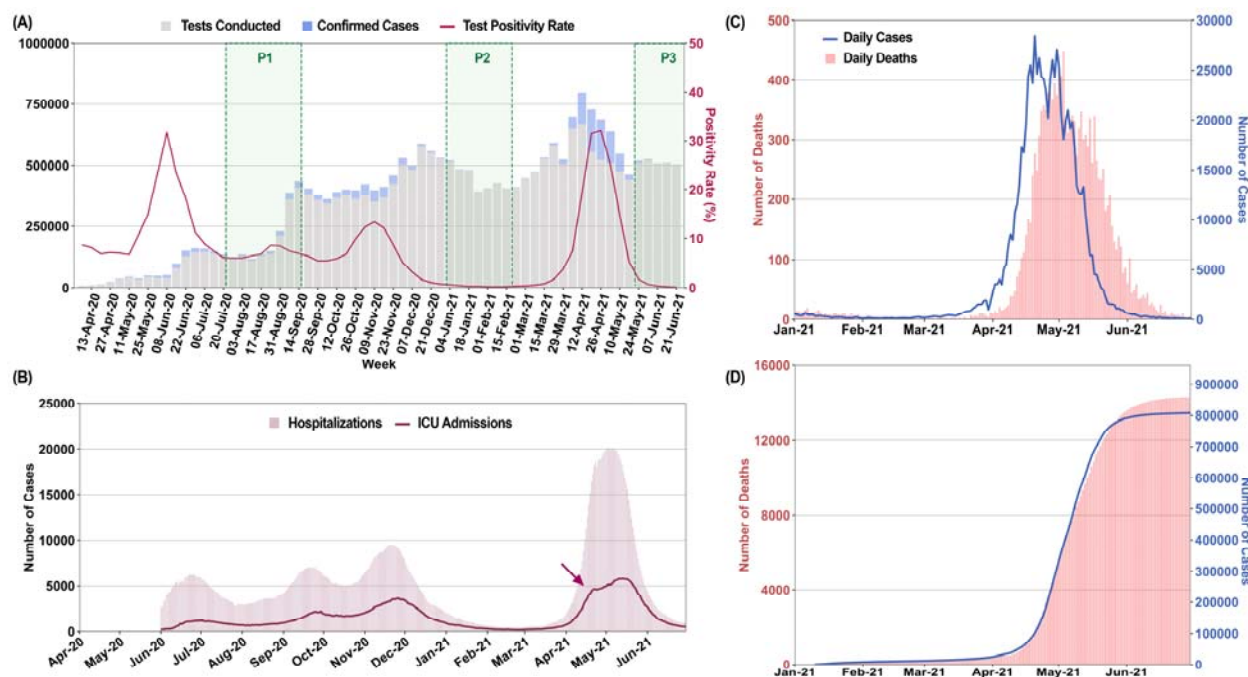 (A)
Tests Conducted
Confirmed Cases
Test Positivity Rate
1000000
750000
500000
250000
0
P1
P2
P3
50
40
30
20
10
0
Positivity Rate (%)
13-Apr-20
27-Apr-20
11-May-20
25-May-20
08-Jun-20
22-Jun-20
06-Jul-20
20-Jul-20
03-Aug-20
17-Aug-20
31-Aug-20
14-Sep-20
28-Sep-20
12-Oct-20
26-Oct-20
09-Nov-20
23-Nov-20
07-Dec-20
21-Dec-20
04-Jan-21
18-Jan-21
01-Feb-21
15-Feb-21
01-Mar-21
15-Mar-21
29-Mar-21
12-Apr-21
26-Apr-21
10-May-21
24-May-21
07-Jun-21
21-Jun-21
Week
(B)
Hospitalizations
ICU Admissions
Number of Cases
25000
20000
15000
10000
5000
0
Apr-20
May-20
Jun-20
Jul-20
Aug-20
Sep-20
Oct-20
Nov-20
Dec-20
Jan-21
Feb-21
Mar-21
Apr-21
May-21
Jun-21
(C)
Daily Cases
Daily Deaths
Number of Deaths
500
400
300
200
100
0
30000
25000
20000
15000
10000
5000
0
Number of Cases
Jan-21
Feb-21
Mar-21
Apr-21
May-21
Jun-21
(D)
Number of Deaths
16000
12000
8000
4000
0
900000
800000
700000
600000
500000
400000
300000
200000
100000
0
Number of Cases
Jan-21
Feb-21
Mar-21
Apr-21
May-21
Jun-21